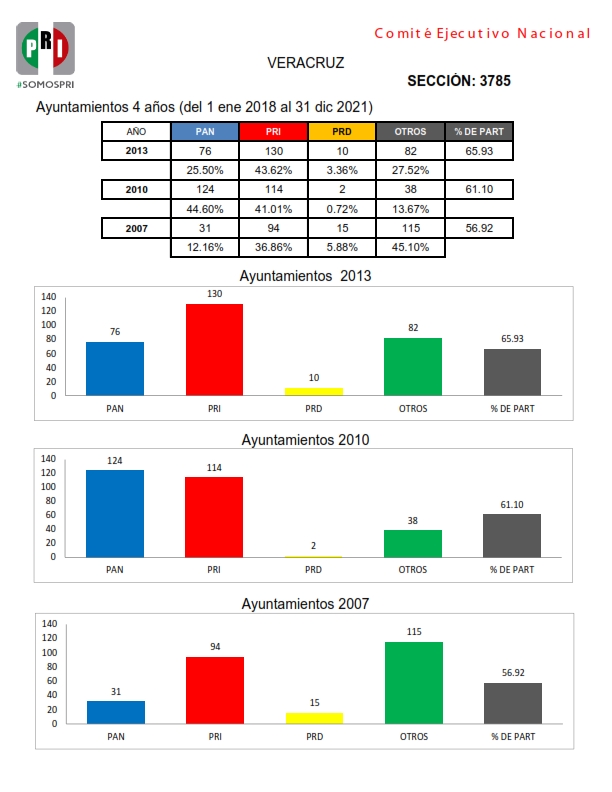 Comité Ejecutivo Nacional
PRI
#SOMOSPRI
VERACRUZ
SECCIÓN: 3785
Ayuntamientos 4 años (del 1 ene 2018 al 31 dic 2021)
AÑO PAN PRI PRD OTROS % DE PART
2013 76 130 10 82 65.93
25.50% 43.62% 3.36% 27.52%
2010 124 114 2 38 61.10
44.60% 41.01% 0.72% 13.67%
2007 31 94 15 115 56.92
12.16% 36.86% 5.88% 45.10%
Ayuntamientos 2013
140
120
100
80
60
40
20
0
76
130
10
82
65.93
PAN PRI PRD OTROS % DE PART
Ayuntamientos 2010
140
120
100
80
60
40
20
0
124
114
2
38
61.10
PAN PRI PRD OTROS % DE PART
Ayuntamientos 2007
140
120
100
80
60
40
20
0
31
94
15
115
56.92
PAN PRI PRD OTROS % DE PART